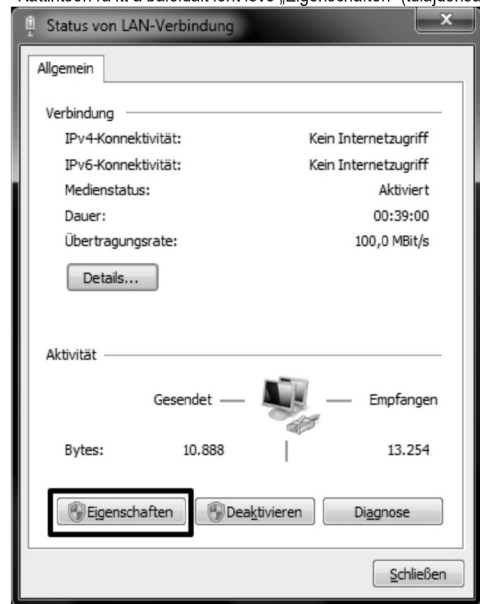 Status von LAN-Verbindung
Allgemein
Verbindung
IPv4-Konnektivität: Kein Internetzugriff
IPv6-Konnektivität: Kein Internetzugriff
Medienstatus: Aktiviert
Dauer: 00:39:00
Übertragungsrate: 100,0 MBit/s
Details...
Aktivität
Gesendet Empfangen
Bytes: 10.888 13.254
Eigenschaften Deaktivieren Diagnose
Schließen